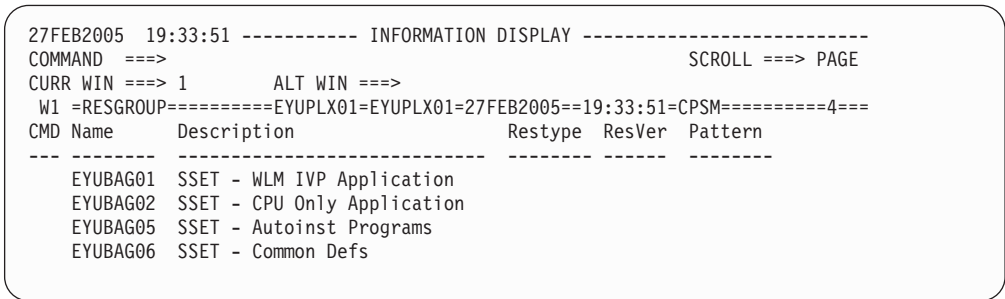 27FEB2005  19:33:51 ----------- INFORMATION DISPLAY ---------------------------
COMMAND  ===>                                                  SCROLL ===> PAGE
CURR WIN ===> 1        ALT WIN ===>
 W1 =RESGROUP==========EYUPLX01=EYUPLX01=27FEB2005==19:33:51=CPSM==========4===
CMD Name     Description                    Restype ResVer Pattern
--- -------- ----------------------------- -------- ------ --------
    EYUBAG01 SSET - WLM IVP Application
    EYUBAG02 SSET - CPU Only Application
    EYUBAG05 SSET - Autoinst Programs
    EYUBAG06 SSET - Common Defs